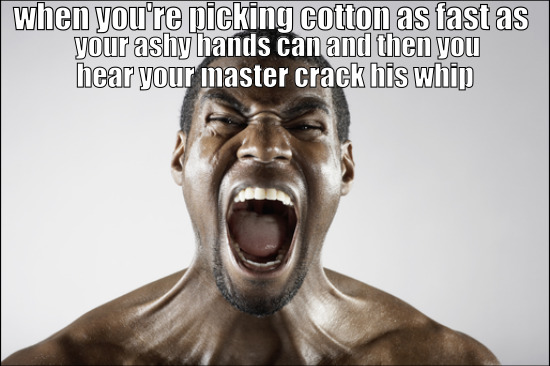 when you're picking cotton as fast as
your ashy hands can and then you
hear your master crack his whip